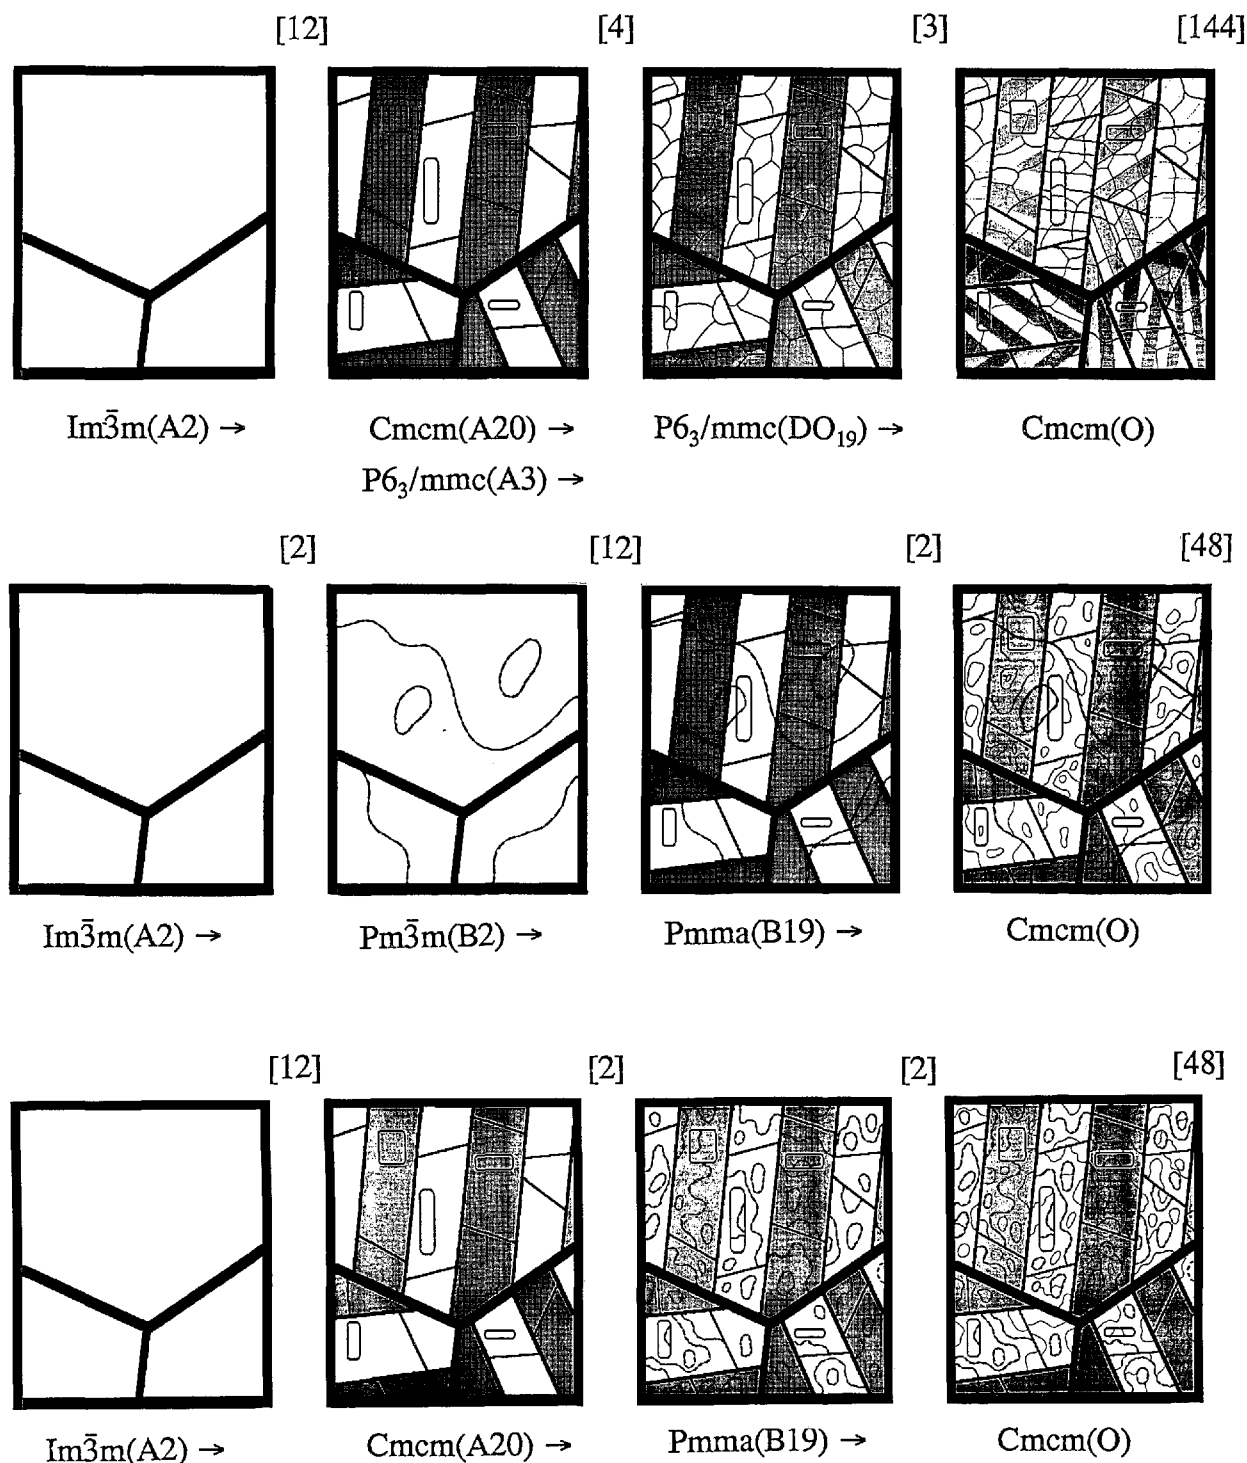 [12] [4] [3] [144]
Im3̄m(A2) → Cmcm(A20) → P6₃/mmc(DO₁₉) → Cmcm(O)
P6₃/mmc(A3) →
[2] [12] [2] [48]
Im3̄m(A2) → Pm3̄m(B2) → Pmma(B19) → Cmcm(O)
[12] [2] [2] [48]
Im3̄m(A2) → Cmcm(A20) → Pmma(B19) → Cmcm(O)